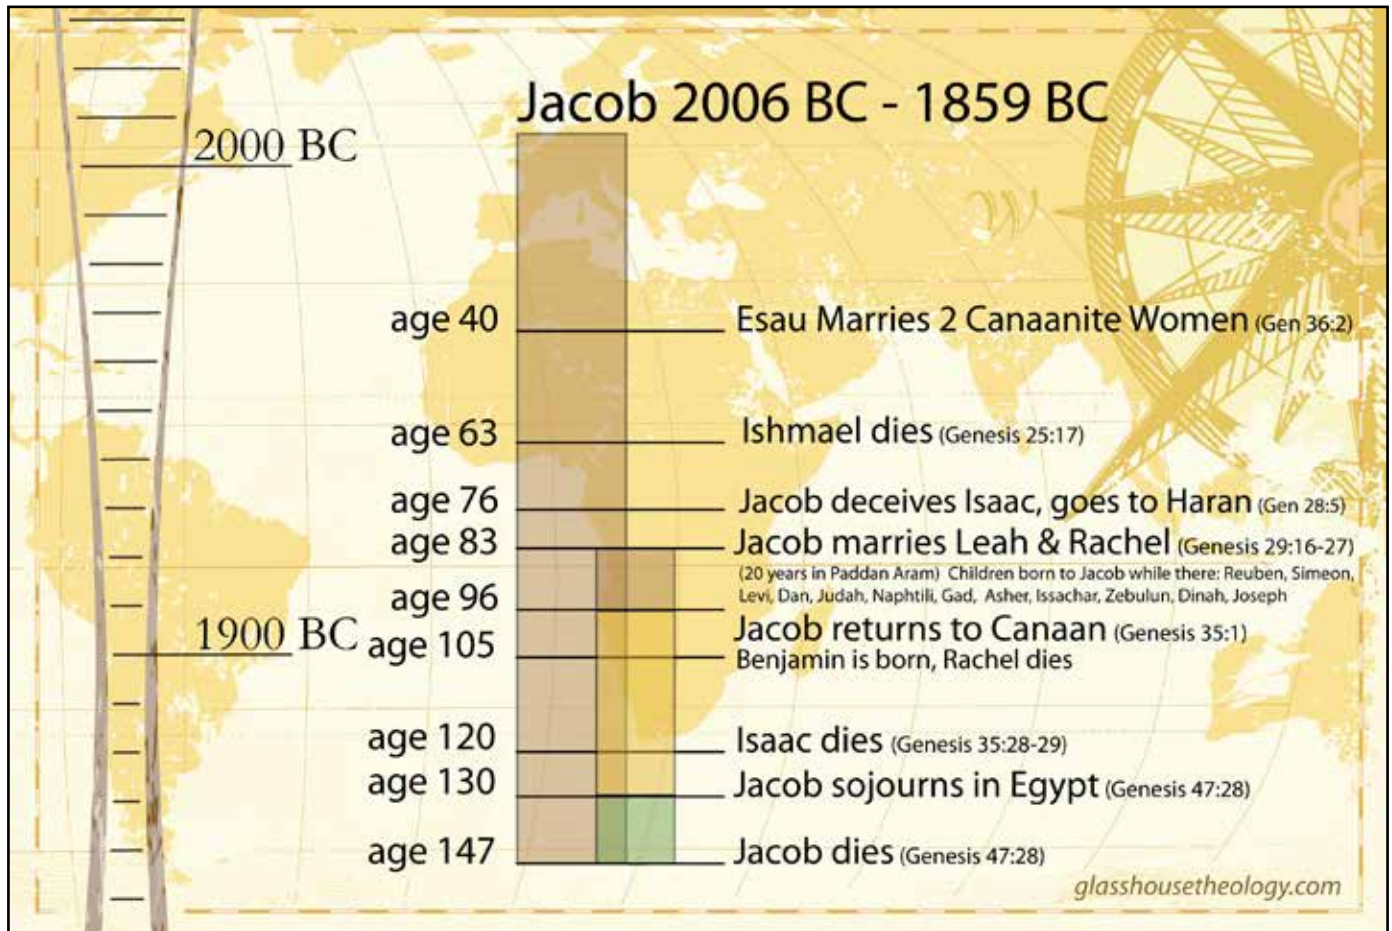 Jacob 2006 BC - 1859 BC
2000 BC
W
age 40 Esau Marries 2 Canaanite Women (Gen 36:2)
age 63 Ishmael dies (Genesis 25:17)
age 76 Jacob deceives Isaac, goes to Haran (Gen 28:5)
age 83 Jacob marries Leah & Rachel (Genesis 29:16-27)
(20 years in Paddan Aram) Children born to Jacob while there: Reuben, Simeon,
Levi, Dan, Judah, Naphtili, Gad, Asher, Issachar, Zebulun, Dinah, Joseph
age 96 Jacob returns to Canaan (Genesis 35:1)
1900 BC
age 105 Benjamin is born, Rachel dies
age 120 Isaac dies (Genesis 35:28-29)
age 130 Jacob sojourns in Egypt (Genesis 47:28)
age 147 Jacob dies (Genesis 47:28)
glasshousetheology.com